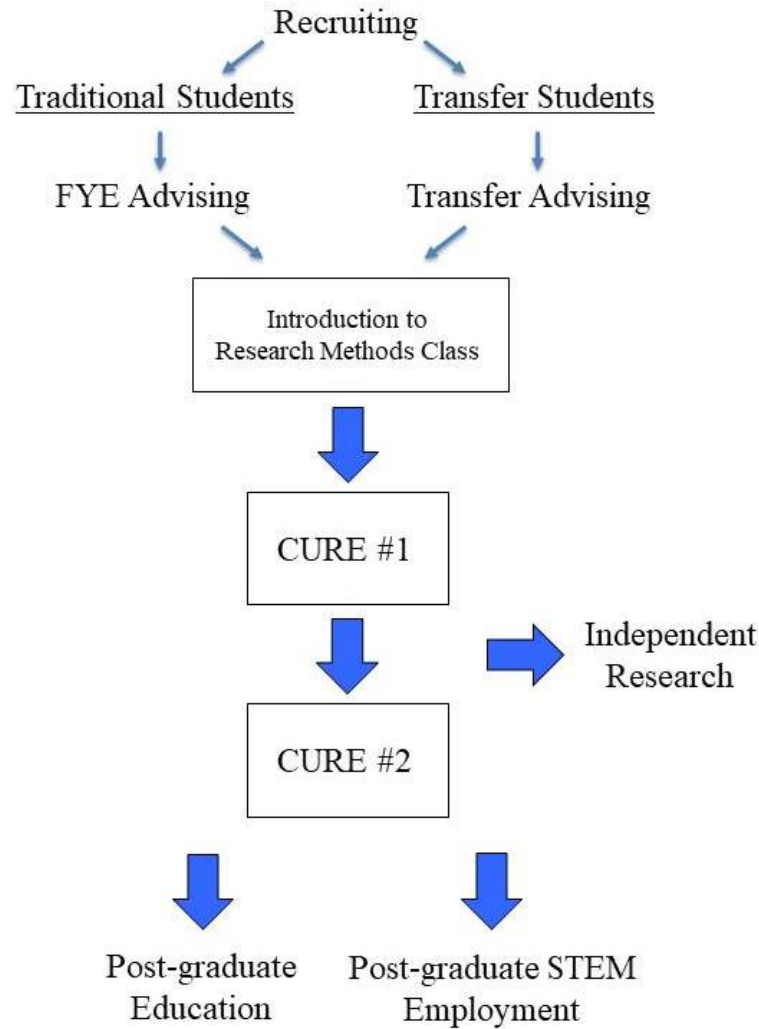 Recruiting
Traditional Students
Transfer Students
FYE Advising
Transfer Advising
Introduction to
Research Methods Class
CURE #1
Independent
Research
CURE #2
Post-graduate
Education
Post-graduate STEM
Employment